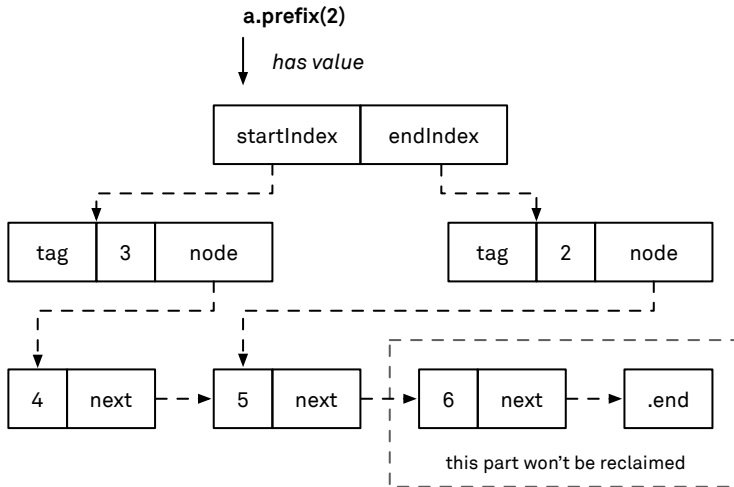 a.prefix(2)
has value
startIndex endIndex
tag 3 node tag 2 node
4 next 5 next 6 next .end
this part won't be reclaimed